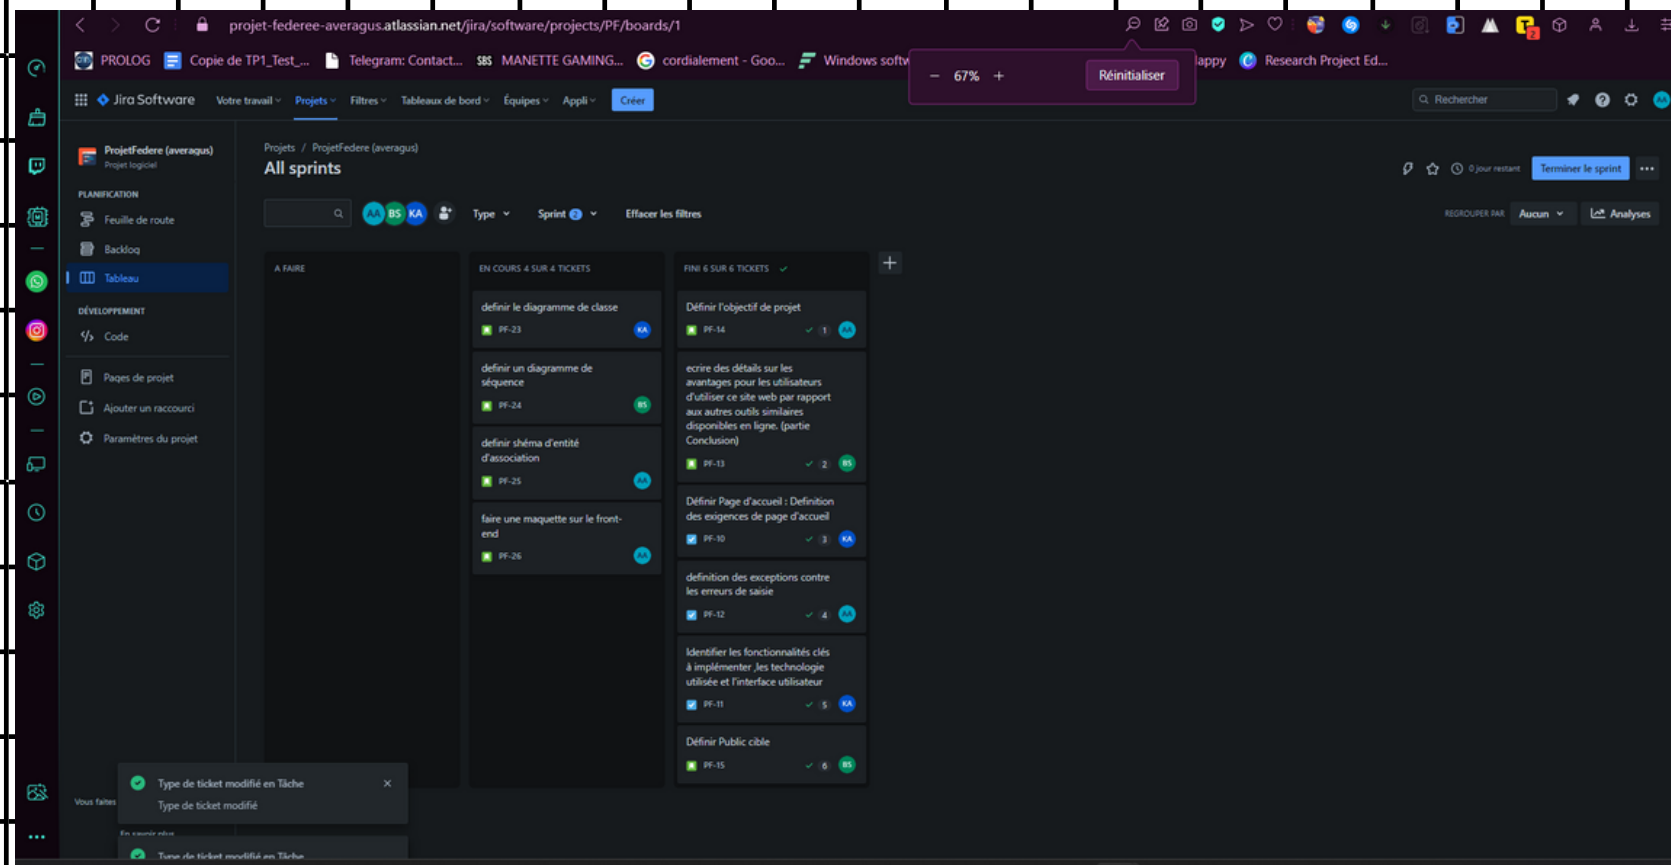 projet-federee-averagus.atlassian.net/jira/software/projects/PF/boards/1
PROLOG
Copie de TP1_Test_...
Telegram: Contact...
SBS MANETTE GAMING...
cordialement - Goo...
Windows softw
appy
Research Project Ed...
67%
Réinitialiser
Jira Software
Votre travail
Projets
Filtres
Tableaux de bord
Équipes
Appli
Créer
Rechercher
AA
ProjetFedere (averagus)
Projet logiciel
PLANIFICATION
Feuille de route
Backlog
Tableau
DÉVELOPPEMENT
Code
Pages de projet
Ajouter un raccourci
Paramètres du projet
Projets / ProjetFedere (averagus)
All sprints
0 jour restant
Terminer le sprint
AA BS KA
Type
Sprint 2
Effacer les filtres
REGROUPER PAR
Aucun
Analyses
A FAIRE
EN COURS 4 SUR 4 TICKETS
definir le diagramme de classe
PF-23
KA
definir un diagramme de
séquence
PF-24
BS
definir shéma d'entité
d'association
PF-25
AA
faire une maquette sur le front-
end
PF-26
AA
FINI 6 SUR 6 TICKETS
Définir l'objectif de projet
PF-14
1
AA
ecrire des détails sur les
avantages pour les utilisateurs
d'utiliser ce site web par rapport
aux autres outils similaires
disponibles en ligne. (partie
Conclusion)
PF-13
2
BS
Définir Page d'accueil : Definition
des exigences de page d'accueil
PF-10
3
KA
definition des exceptions contre
les erreurs de saisie
PF-12
4
AA
Identifier les fonctionnalités clés
à implémenter ,les technologie
utilisée et l'interface utilisateur
PF-11
5
KA
Définir Public cible
PF-15
6
BS
Type de ticket modifié en Tâche
Type de ticket modifié
Vous faites
En savoir plus
Type de ticket modifié en Tâche